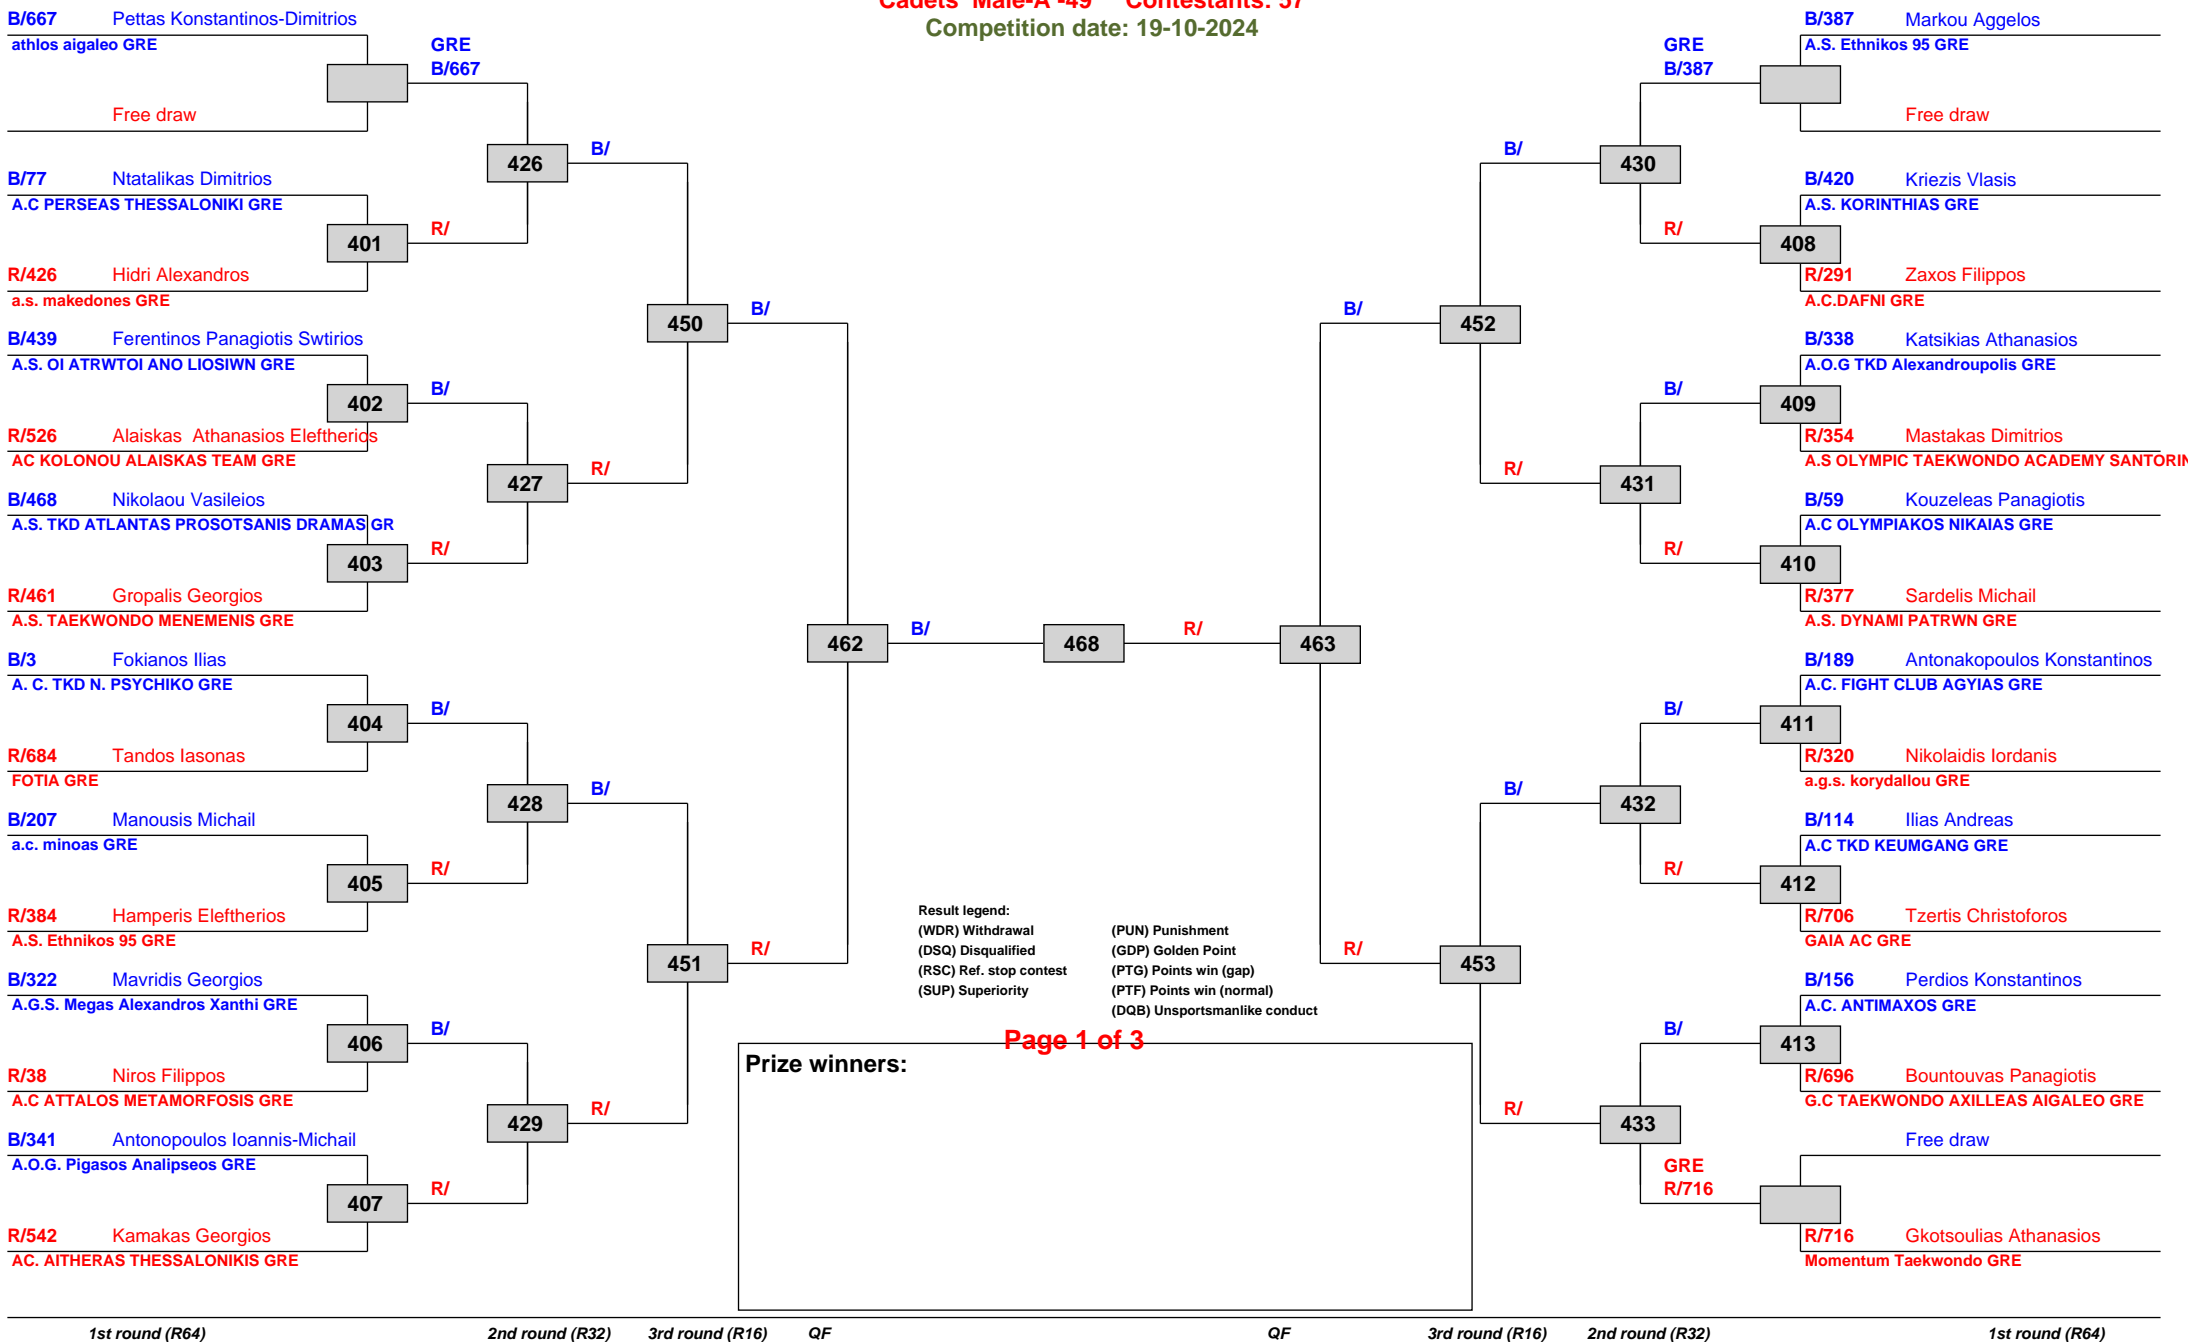 Cadets Male-A -49 Contestants: 57
Competition date: 19-10-2024
B/667 Pettas Konstantinos-Dimitrios
athlos aigaleo GRE
Free draw
GRE
B/667
B/77 Ntatalikas Dimitrios
A.C PERSEAS THESSALONIKI GRE
401
R/426 Hidri Alexandros
a.s. makedones GRE
R/
426
B/
B/439 Ferentinos Panagiotis Swtirios
A.S. OI ATRWTOI ANO LIOSIWN GRE
402
B/
R/526 Alaiskas Athanasios Eleftherios
AC KOLONOU ALAISKAS TEAM GRE
427
R/
B/468 Nikolaou Vasileios
A.S. TKD ATLANTAS PROSOTSANIS DRAMAS GR
403
R/
R/461 Gropalis Georgios
A.S. TAEKWONDO MENEMENIS GRE
450
B/
B/3 Fokianos Ilias
A. C. TKD N. PSYCHIKO GRE
404
B/
R/684 Tandos Iasonas
FOTIA GRE
428
B/
B/207 Manousis Michail
a.c. minoas GRE
405
R/
R/384 Hamperis Eleftherios
A.S. Ethnikos 95 GRE
451
R/
B/322 Mavridis Georgios
A.G.S. Megas Alexandros Xanthi GRE
406
B/
R/38 Niros Filippos
A.C ATTALOS METAMORFOSIS GRE
429
R/
B/341 Antonopoulos Ioannis-Michail
A.O.G. Pigasos Analipseos GRE
407
R/
R/542 Kamakas Georgios
AC. AITHERAS THESSALONIKIS GRE
462
B/
468
R/
463
B/387 Markou Aggelos
A.S. Ethnikos 95 GRE
Free draw
GRE
B/387
430
B/
B/420 Kriezis Vlasis
A.S. KORINTHIAS GRE
408
R/
R/291 Zaxos Filippos
A.C.DAFNI GRE
452
B/
B/338 Katsikias Athanasios
A.O.G TKD Alexandroupolis GRE
409
B/
R/354 Mastakas Dimitrios
A.S OLYMPIC TAEKWONDO ACADEMY SANTORIN
431
R/
B/59 Kouzeleas Panagiotis
A.C OLYMPIAKOS NIKAIAS GRE
410
R/
R/377 Sardelis Michail
A.S. DYNAMI PATRWN GRE
B/189 Antonakopoulos Konstantinos
A.C. FIGHT CLUB AGYIAS GRE
411
B/
R/320 Nikolaidis Iordanis
a.g.s. korydallou GRE
432
B/
B/114 Ilias Andreas
A.C TKD KEUMGANG GRE
412
R/
R/706 Tzertis Christoforos
GAIA AC GRE
453
R/
B/156 Perdios Konstantinos
A.C. ANTIMAXOS GRE
413
B/
R/696 Bountouvas Panagiotis
G.C TAEKWONDO AXILLEAS AIGALEO GRE
433
R/
Free draw
GRE
R/716
R/716 Gkotsoulias Athanasios
Momentum Taekwondo GRE
Result legend:
(WDR) Withdrawal (PUN) Punishment
(DSQ) Disqualified (GDP) Golden Point
(RSC) Ref. stop contest (PTG) Points win (gap)
(SUP) Superiority (PTF) Points win (normal)
(DQB) Unsportsmanlike conduct
Page 1 of 3
Prize winners:
1st round (R64) 2nd round (R32) 3rd round (R16) QF QF 3rd round (R16) 2nd round (R32) 1st round (R64)